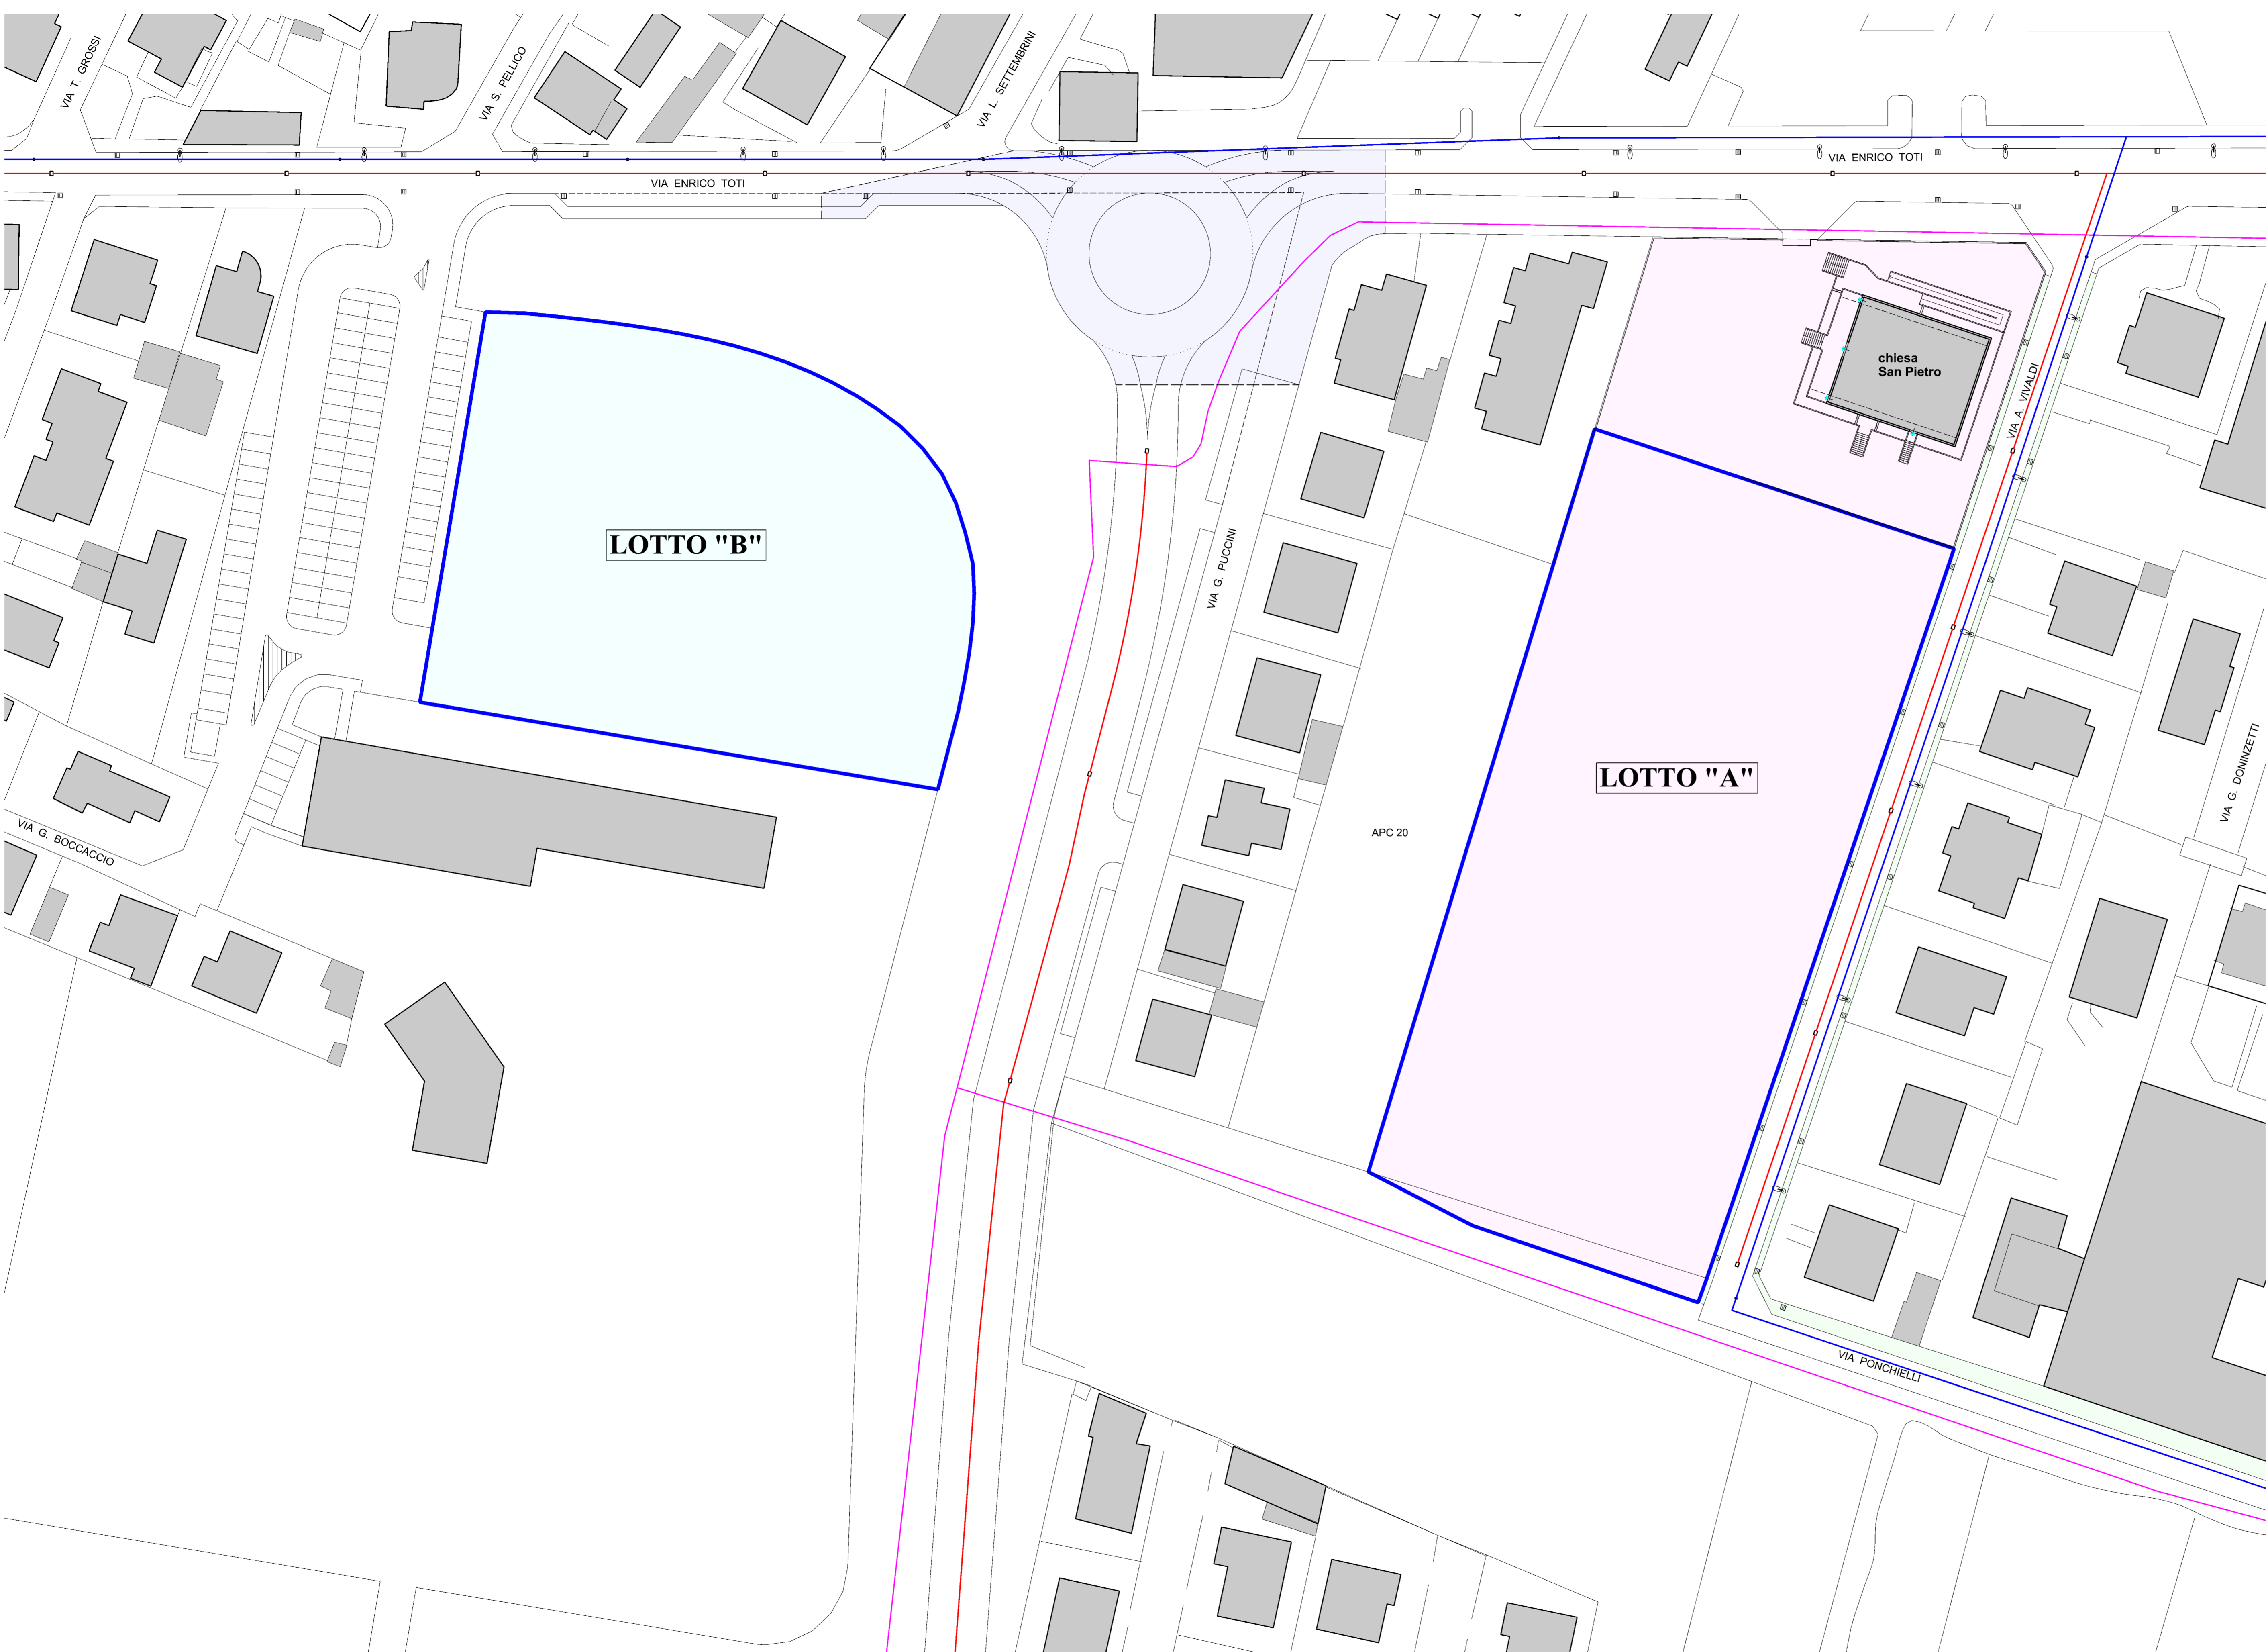 VIA T. GROSSI
VIA S. PELLICO
VIA L. SETTEMBRINI
VIA ENRICO TOTI
VIA ENRICO TOTI
chiesa
San Pietro
VIA A. VIVALDI
LOTTO "B"
VIA G. PUCCINI
LOTTO "A"
VIA G. DONINZETTI
APC 20
VIA G. BOCCACCIO
VIA PONCHIELLI